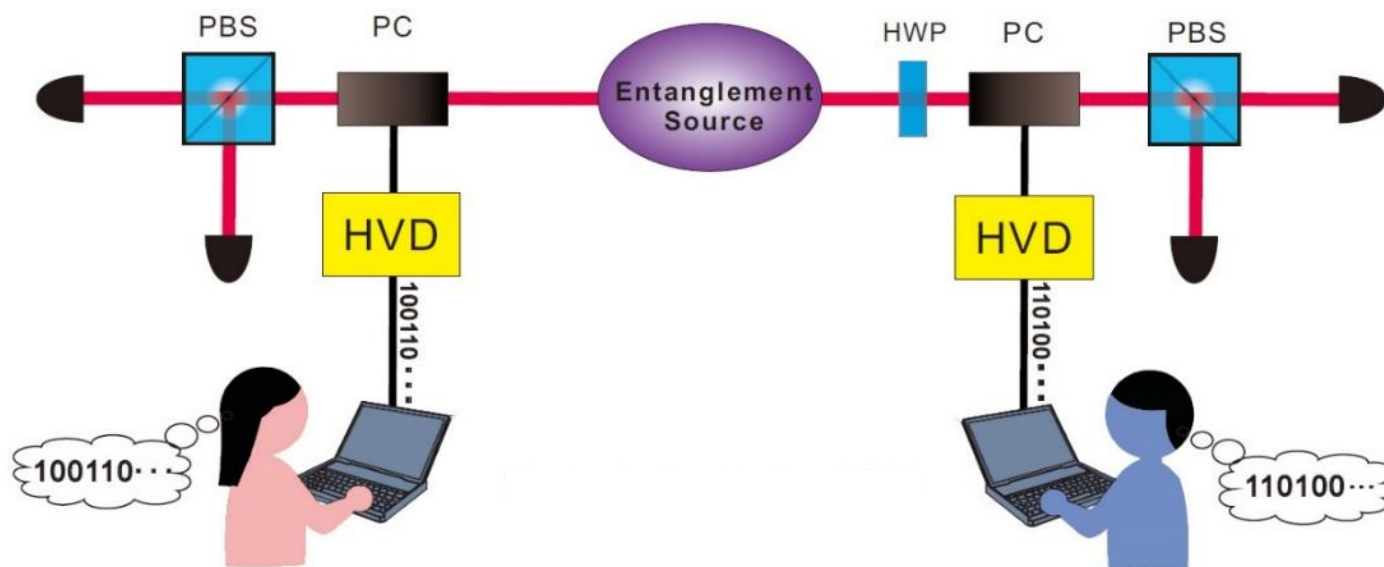 PBS
PC
HWP
PC
PBS
Entanglement
Source
HVD
HVD
100110...
110100...
100110...
110100...